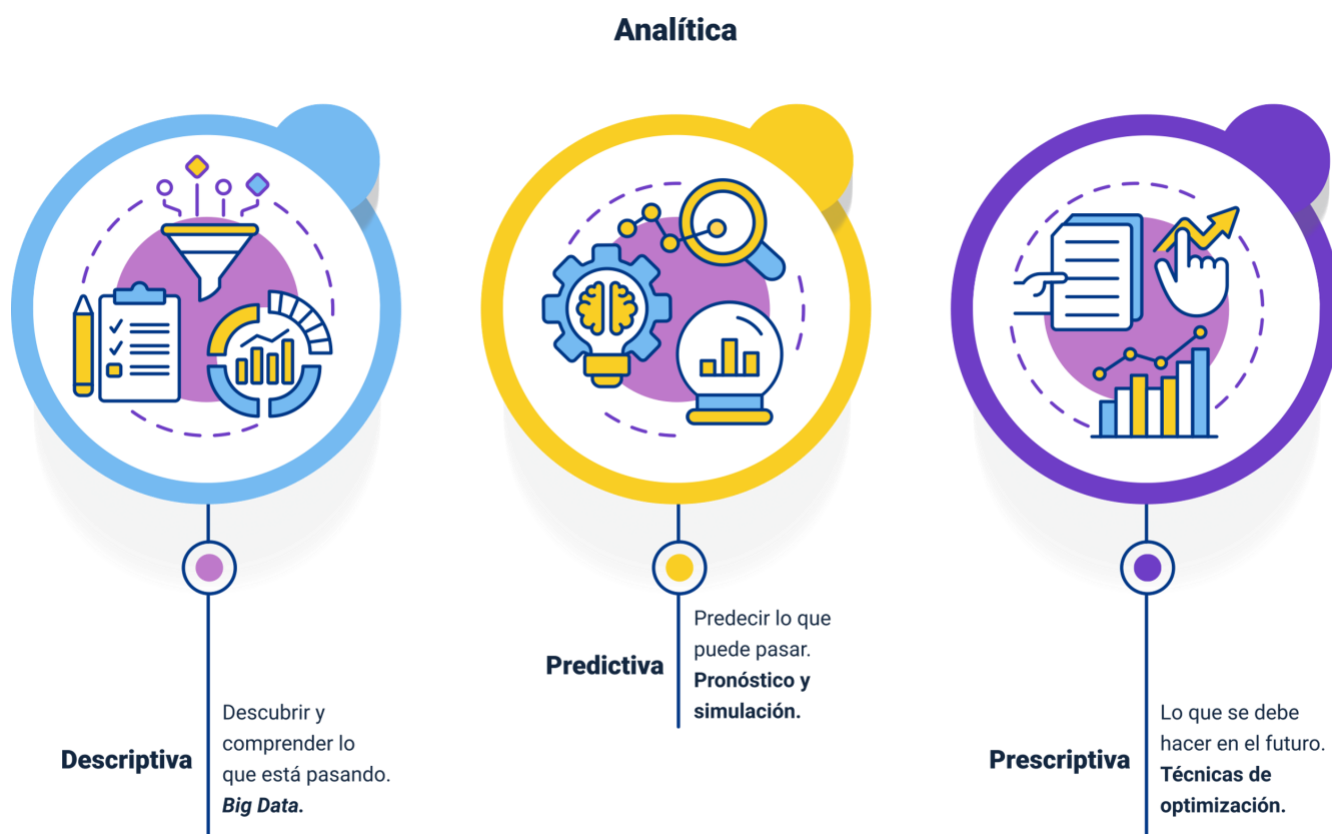 Analítica
Descriptiva
Descubrir y
comprender lo
que está pasando.
Big Data.
Predictiva
Predecir lo que
puede pasar.
Pronóstico y
simulación.
Prescriptiva
Lo que se debe
hacer en el futuro.
Técnicas de
optimización.